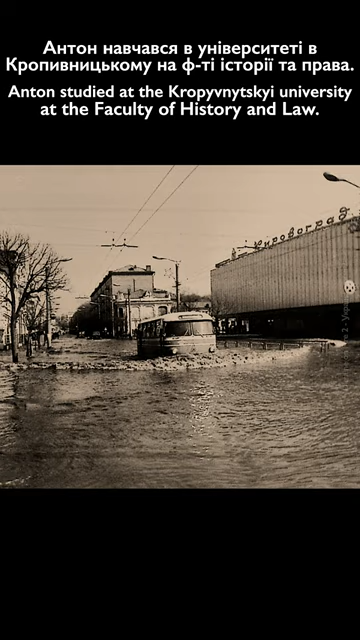 Антон навчався в університеті в
Кропивницькому на ф-ті історії та права.
Anton studied at the Kropyvnytskyi university
at the Faculty of History and Law.
Кировоград